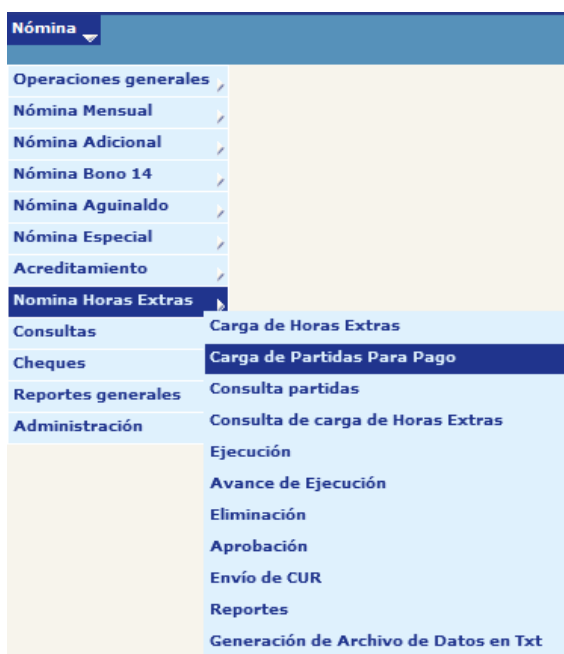 Nómina
Operaciones generales
Nómina Mensual
Nómina Adicional
Nómina Bono 14
Nómina Aguinaldo
Nómina Especial
Acreditamiento
Nomina Horas Extras
Consultas
Cheques
Reportes generales
Administración
Carga de Horas Extras
Carga de Partidas Para Pago
Consulta partidas
Consulta de carga de Horas Extras
Ejecución
Avance de Ejecución
Eliminación
Aprobación
Envío de CUR
Reportes
Generación de Archivo de Datos en Txt